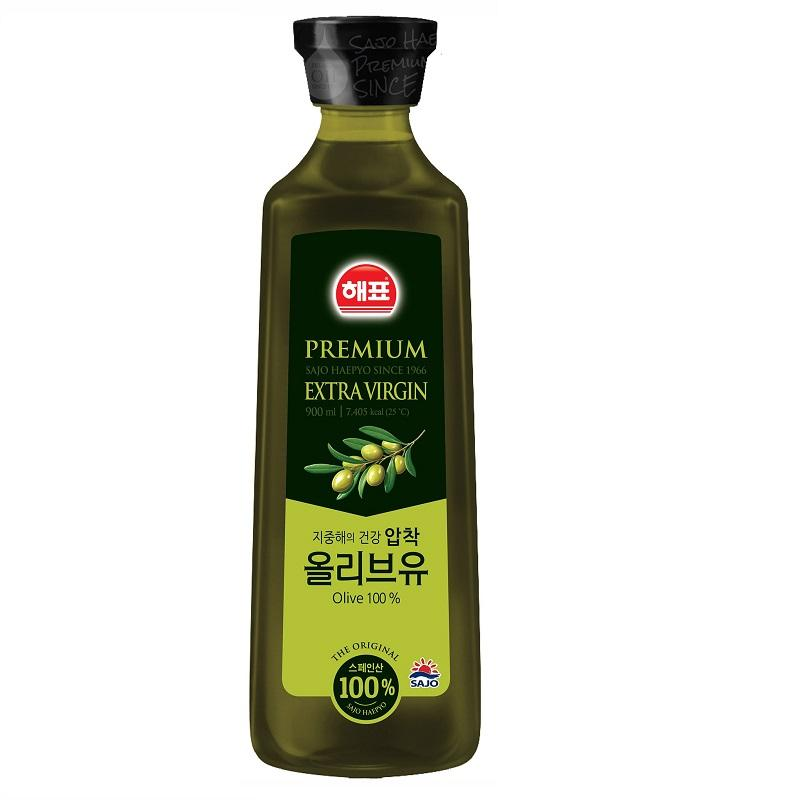 SAJO HAE
PREMIUM
SINCE
OIL
해표
PREMIUM
SAJO HAEPYO SINCE 1966
EXTRA VIRGIN
900 ml | 7,405 kcal (25 ℃)
지중해의 건강 압착
올리브유
Olive 100 %
THE ORIGINAL
스페인산
100%
SAJO HAEPYO
SAJO